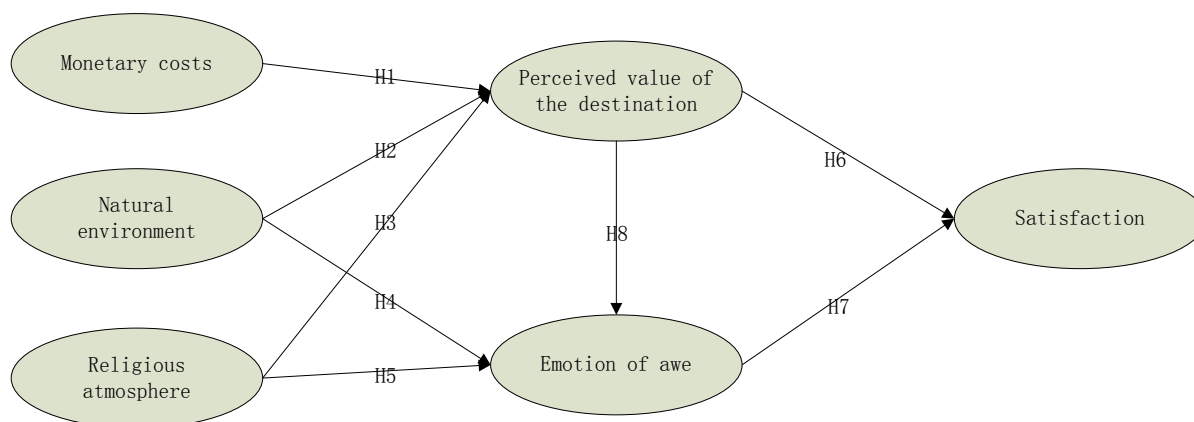 Monetary costs
H1
Perceived value of
the destination
H2
H6
Natural
environment
H3
H8
Satisfaction
H4
H7
Religious
atmosphere
H5
Emotion of awe